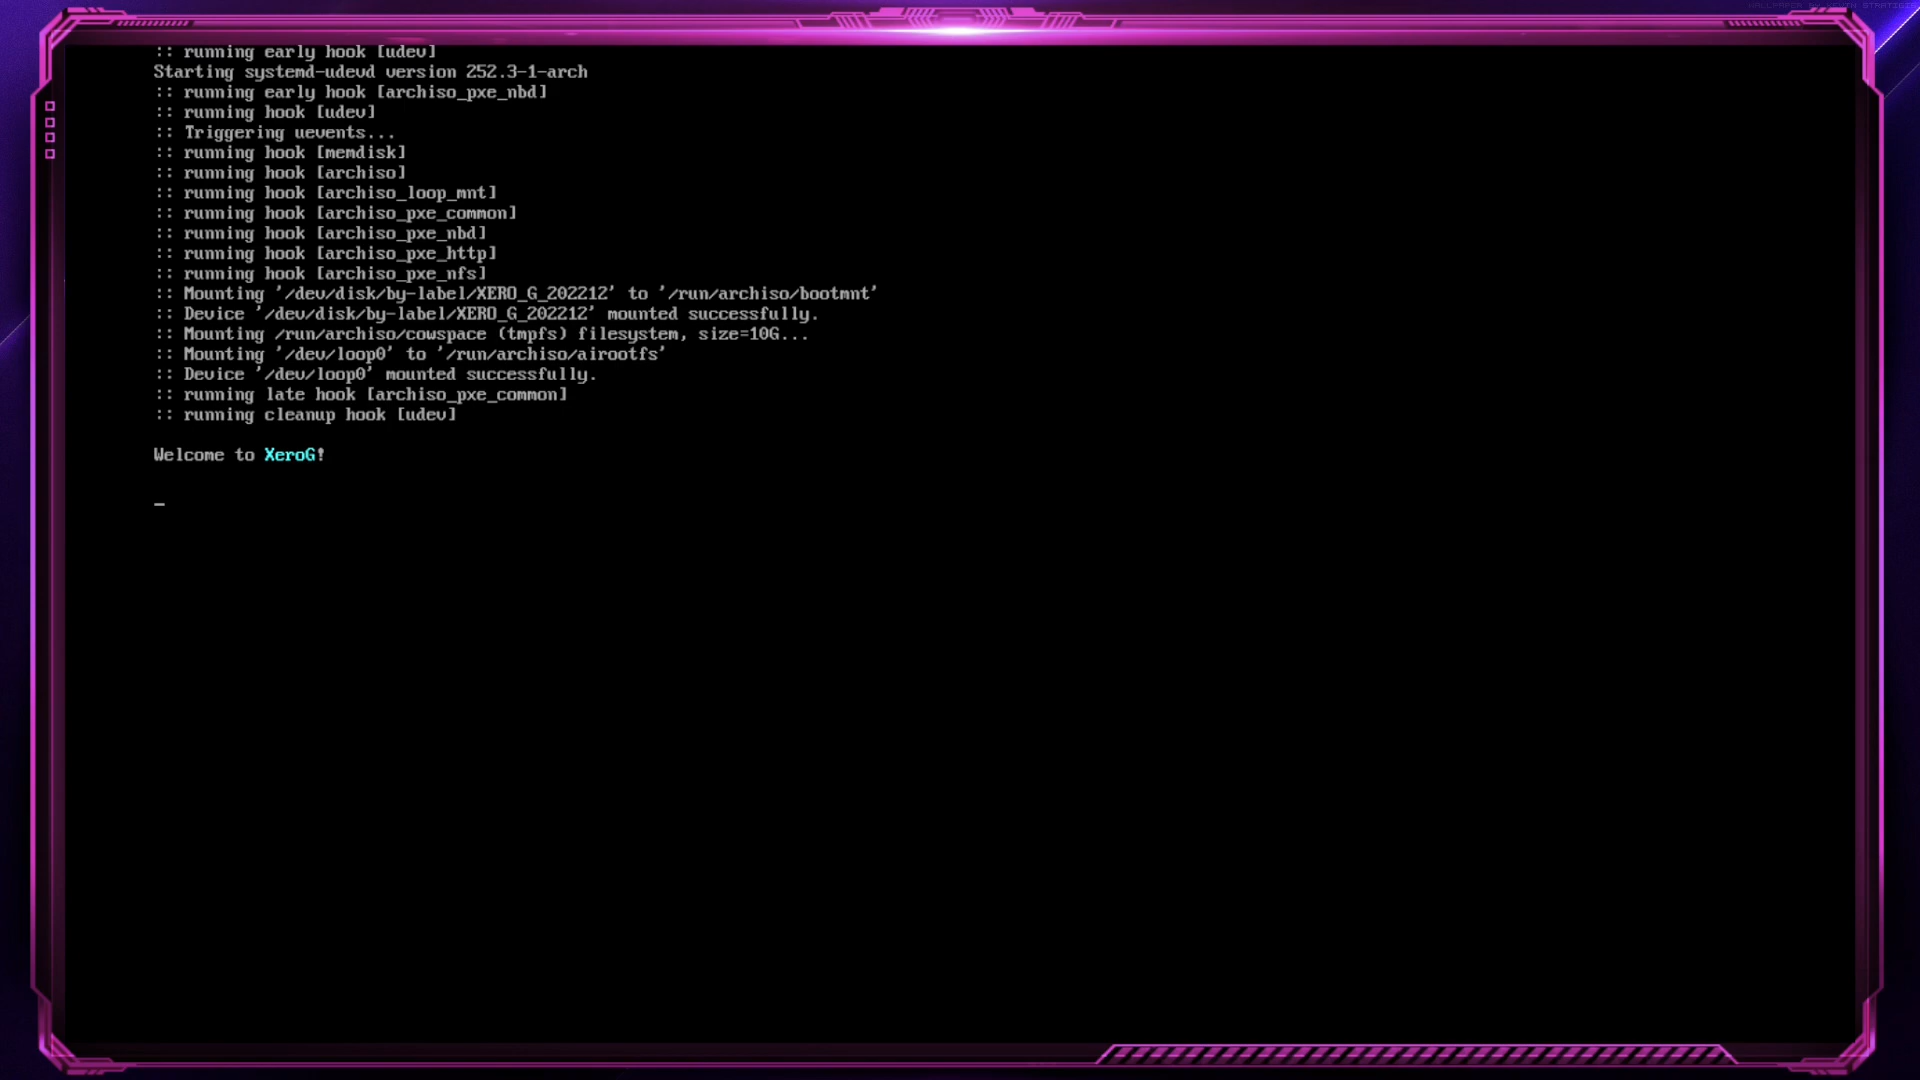 :: running early hook [udev]
Starting systemd-udevd version 252.3-1-arch
:: running early hook [archiso_pxe_nbd]
:: running hook [udev]
:: Triggering uevents...
:: running hook [memdisk]
:: running hook [archiso]
:: running hook [archiso_loop_mnt]
:: running hook [archiso_pxe_common]
:: running hook [archiso_pxe_nbd]
:: running hook [archiso_pxe_http]
:: running hook [archiso_pxe_nfs]
:: Mounting '/dev/disk/by-label/XERO_G_202212' to '/run/archiso/bootmnt'
:: Device '/dev/disk/by-label/XERO_G_202212' mounted successfully.
:: Mounting /run/archiso/cowspace (tmpfs) filesystem, size=10G...
:: Mounting '/dev/loop0' to '/run/archiso/airootfs'
:: Device '/dev/loop0' mounted successfully.
:: running late hook [archiso_pxe_common]
:: running cleanup hook [udev]
Welcome to XeroG!
_